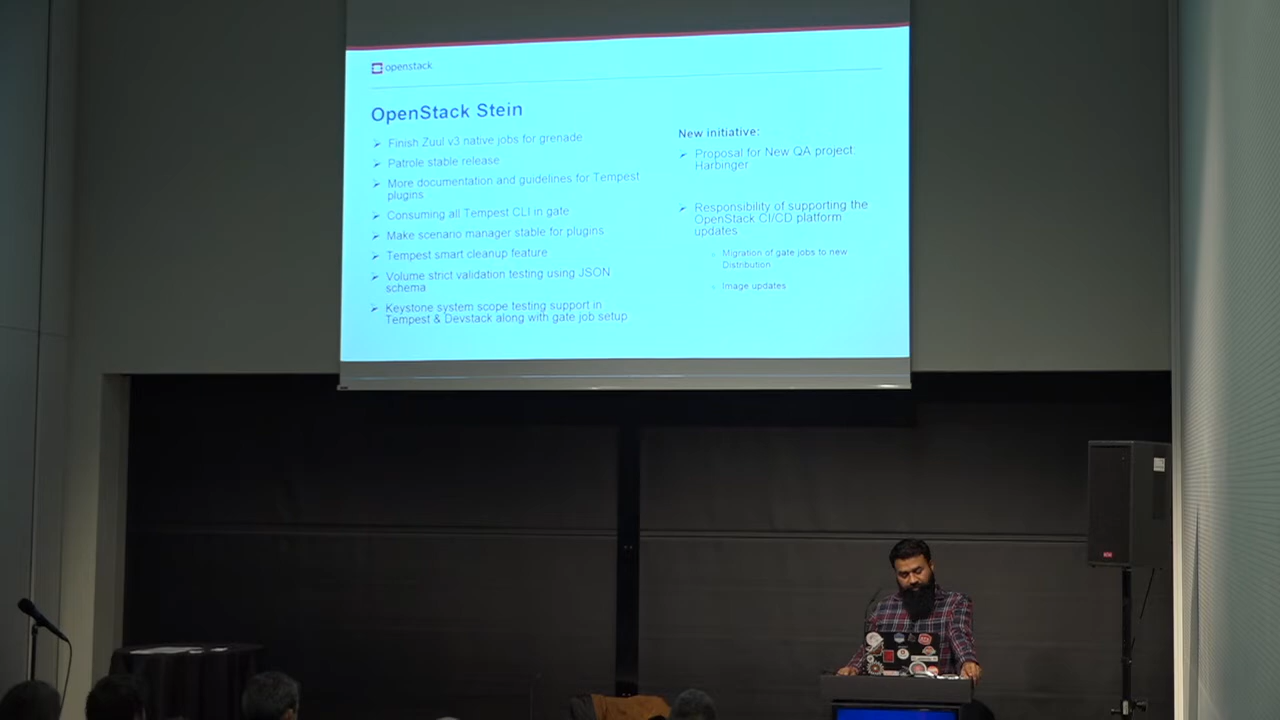 openstack
OpenStack Stein
Finish Zuul v3 native jobs for grenade
Patrole stable release
More documentation and guidelines for Tempest
plugins
Consuming all Tempest CLI in gate
Make scenario manager stable for plugins
Tempest smart cleanup feature
Volume strict validation testing using JSON
schema
Keystone system scope testing support in
Tempest & Devstack along with gate job setup
New initiative:
Proposal for New QA project:
Harbinger
Responsibility of supporting the
OpenStack CI/CD platform
updates
Migration of gate jobs to new
Distribution
Image updates